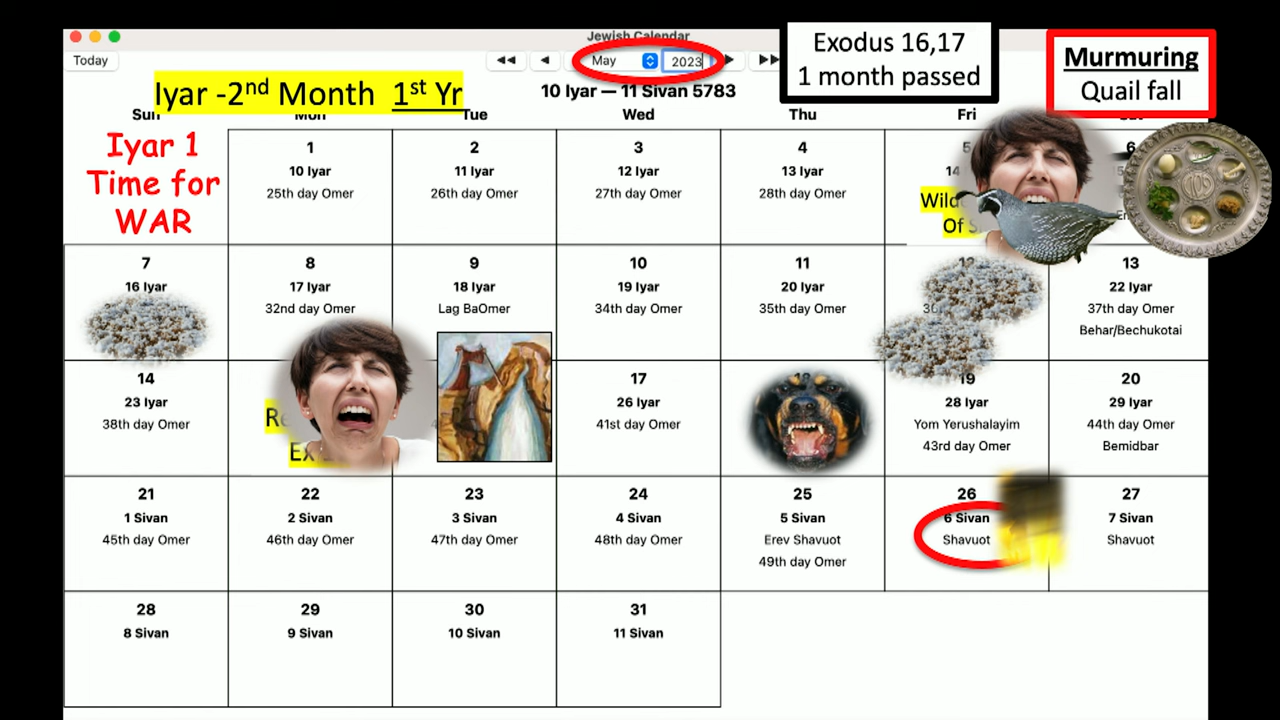 Jewish Calendar
Today
May
2023
Exodus 16,17
1 month passed
Murmuring
Quail fall
Iyar -2nd Month 1st Yr
10 Iyar — 11 Sivan 5783
Sun Mon Tue Wed Thu Fri
Iyar 1
Time for
WAR
1
10 Iyar
25th day Omer
2
11 Iyar
26th day Omer
3
12 Iyar
27th day Omer
4
13 Iyar
28th day Omer
5
14
Of
6
7
16 Iyar
8
17 Iyar
32nd day Omer
9
18 Iyar
Lag BaOmer
10
19 Iyar
34th day Omer
11
20 Iyar
35th day Omer
12
13
22 Iyar
37th day Omer
Behar/Bechukotai
14
23 Iyar
38th day Omer
17
26 Iyar
41st day Omer
18
19
28 Iyar
Yom Yerushalayim
43rd day Omer
20
29 Iyar
44th day Omer
Bemidbar
21
1 Sivan
45th day Omer
22
2 Sivan
46th day Omer
23
3 Sivan
47th day Omer
24
4 Sivan
48th day Omer
25
5 Sivan
Erev Shavuot
49th day Omer
26
6 Sivan
Shavuot
27
7 Sivan
Shavuot
28
8 Sivan
29
9 Sivan
30
10 Sivan
31
11 Sivan